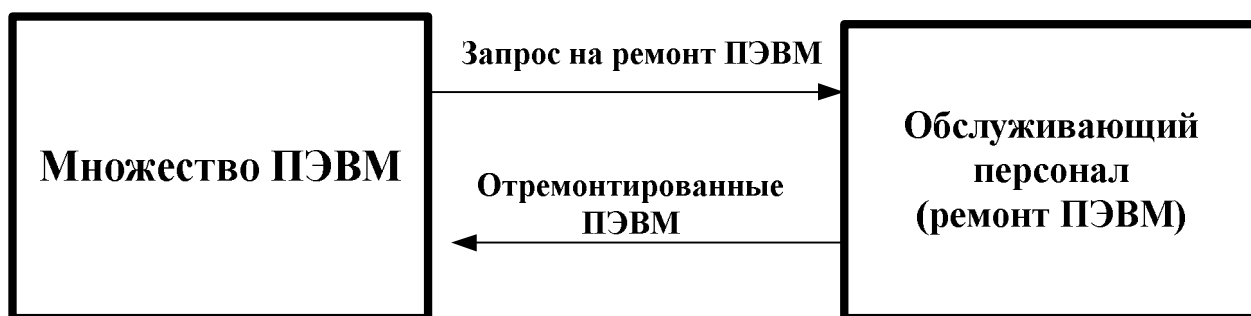 Множество ПЭВМ
Запрос на ремонт ПЭВМ
Отремонтированные
ПЭВМ
Обслуживающий
персонал
(ремонт ПЭВМ)